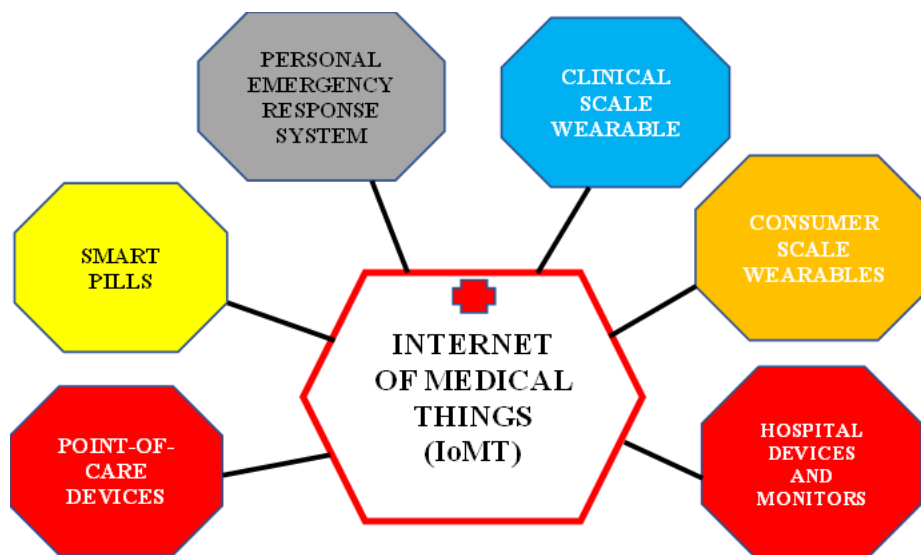 PERSONAL
EMERGENCY
RESPONSE
SYSTEM
CLINICAL
SCALE
WEARABLE
SMART
PILLS
CONSUMER
SCALE
WEARABLES
INTERNET
OF MEDICAL
THINGS
(IoMT)
POINT-OF-
CARE
DEVICES
HOSPITAL
DEVICES
AND
MONITORS